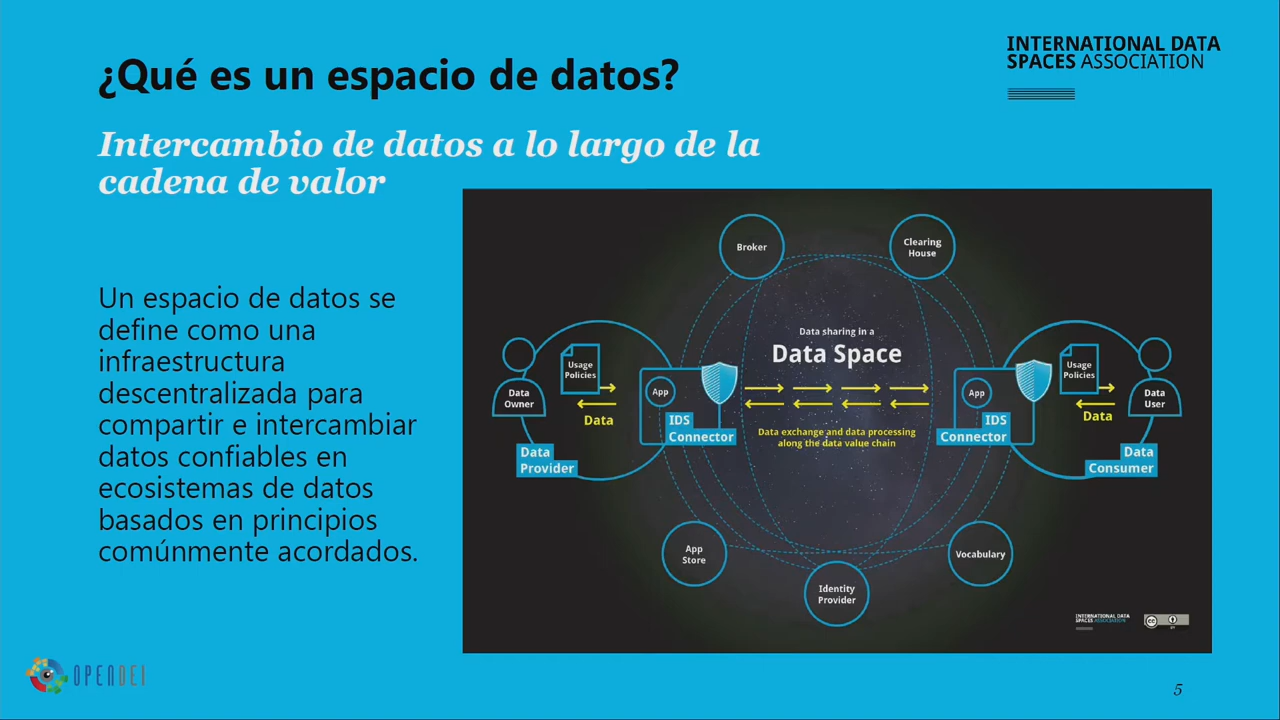 ¿Qué es un espacio de datos?
INTERNATIONAL DATA
SPACES ASSOCIATION
Intercambio de datos a lo largo de la
cadena de valor
Un espacio de datos se
define como una
infraestructura
descentralizada para
compartir e intercambiar
datos confiables en
ecosistemas de datos
basados en principios
comúnmente acordados.
Broker
Clearing
House
Data sharing in a
Data Space
Data exchange and data processing
along the data value chain
Data
Owner
Usage
Policies
Data
Data
Provider
App
IDS
Connector
App
IDS
Connector
Usage
Policies
Data
Data
User
Data
Consumer
App
Store
Identity
Provider
Vocabulary
INTERNATIONAL DATA
SPACES ASSOCIATION
cc
BY
OPENDEI
5